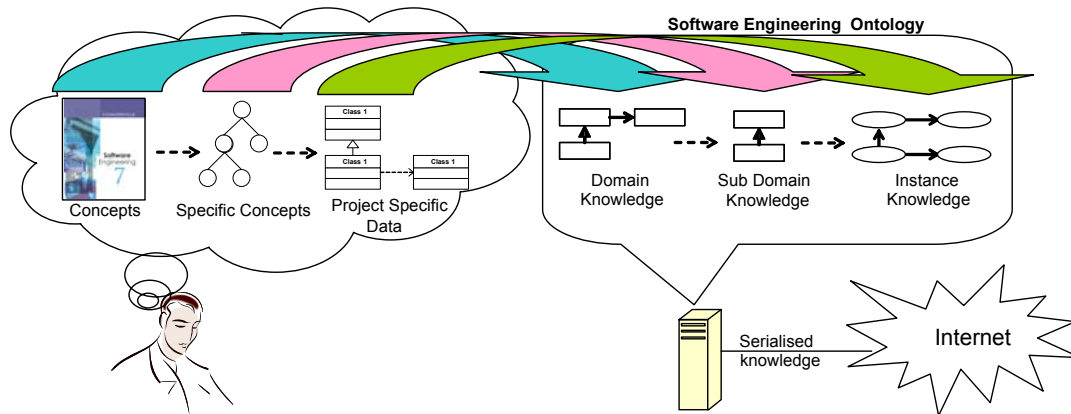 Software Engineering Ontology
Software
Engineering
7
Class 1
Class 1
Class 1
Concepts
Specific Concepts
Project Specific
Data
Domain
Knowledge
Sub Domain
Knowledge
Instance
Knowledge
Serialised
knowledge
Internet